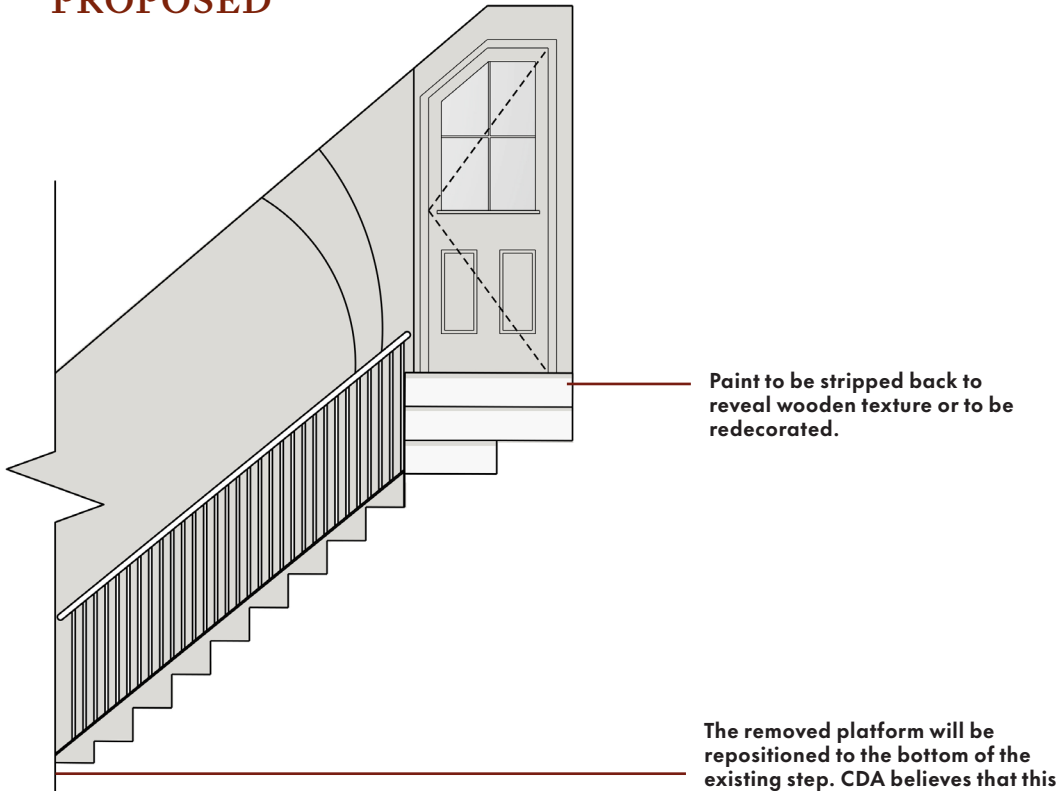 PROPOSED
Paint to be stripped back to
reveal wooden texture or to be
redecorated.
The removed platform will be
repositioned to the bottom of the
existing step. CDA believes that this